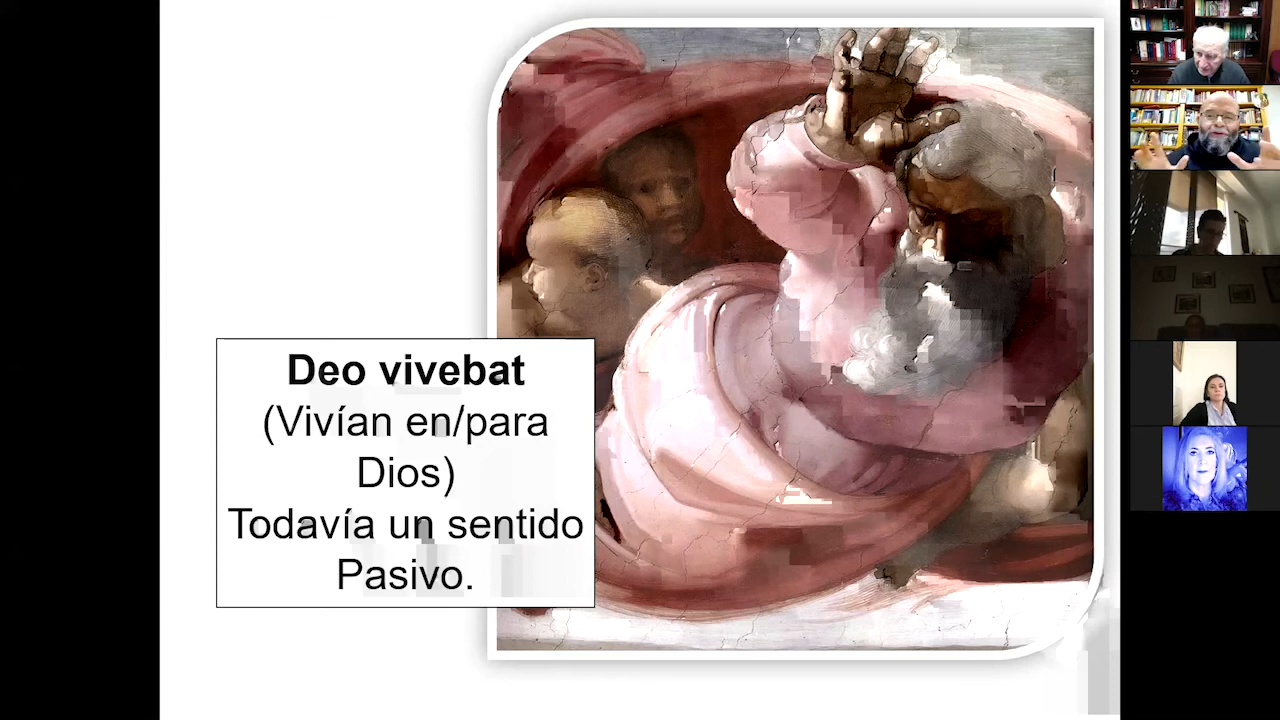 Deo vivebat
(Vivían en/para
Dios)
Todavía un sentido
Pasivo.